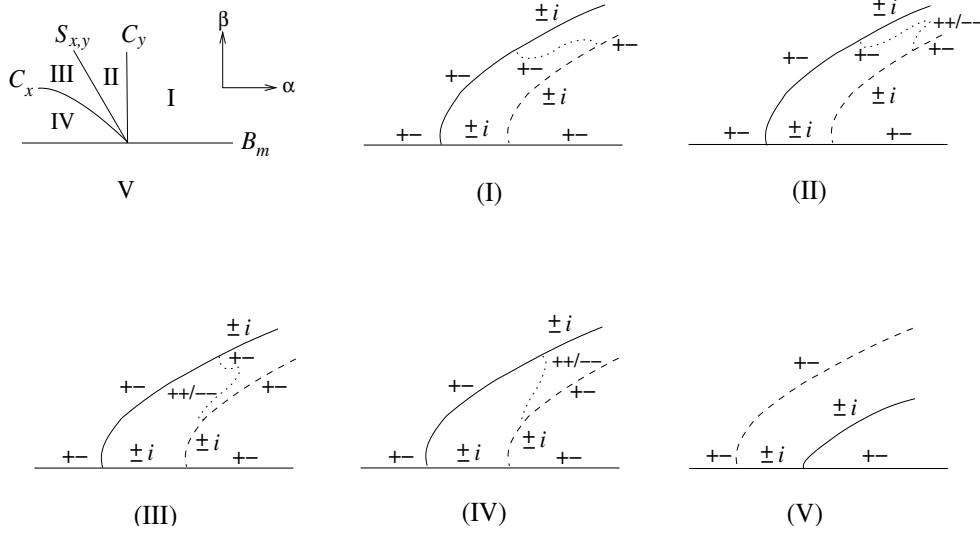 β
S_{x,y} C_y
III II
C_x I α
IV
B_m
V
± i
+-
+-
+-
± i
+- ± i +-
(I)
± i
++/--
+-
+-
+-
± i
+- ± i +-
(II)
± i
+-
+-
++/--
+-
± i
+- ± i +-
(III)
± i
++/--
+-
+-
± i
+- ± i +-
(IV)
+-
± i
+- ± i +-
(V)